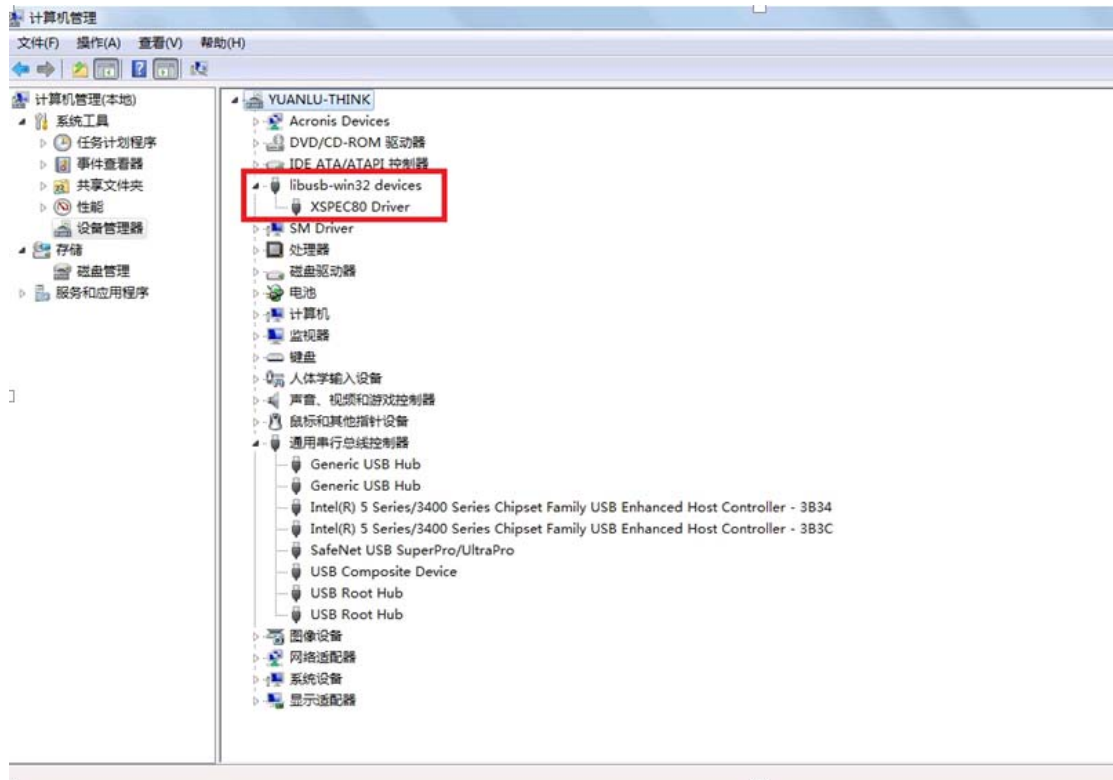 计算机管理
文件(F) 操作(A) 查看(V) 帮助(H)
计算机管理(本地)
系统工具
任务计划程序
事件查看器
共享文件夹
性能
设备管理器
存储
磁盘管理
服务和应用程序
YUANLU-THINK
Acronis Devices
DVD/CD-ROM 驱动器
IDE ATA/ATAPI 控制器
libusb-win32 devices
XSPEC80 Driver
SM Driver
处理器
磁盘驱动器
电池
计算机
监视器
键盘
人体学输入设备
声音、视频和游戏控制器
鼠标和其他指针设备
通用串行总线控制器
Generic USB Hub
Generic USB Hub
Intel(R) 5 Series/3400 Series Chipset Family USB Enhanced Host Controller - 3B34
Intel(R) 5 Series/3400 Series Chipset Family USB Enhanced Host Controller - 3B3C
SafeNet USB SuperPro/UltraPro
USB Composite Device
USB Root Hub
USB Root Hub
图像设备
网络适配器
系统设备
显示适配器